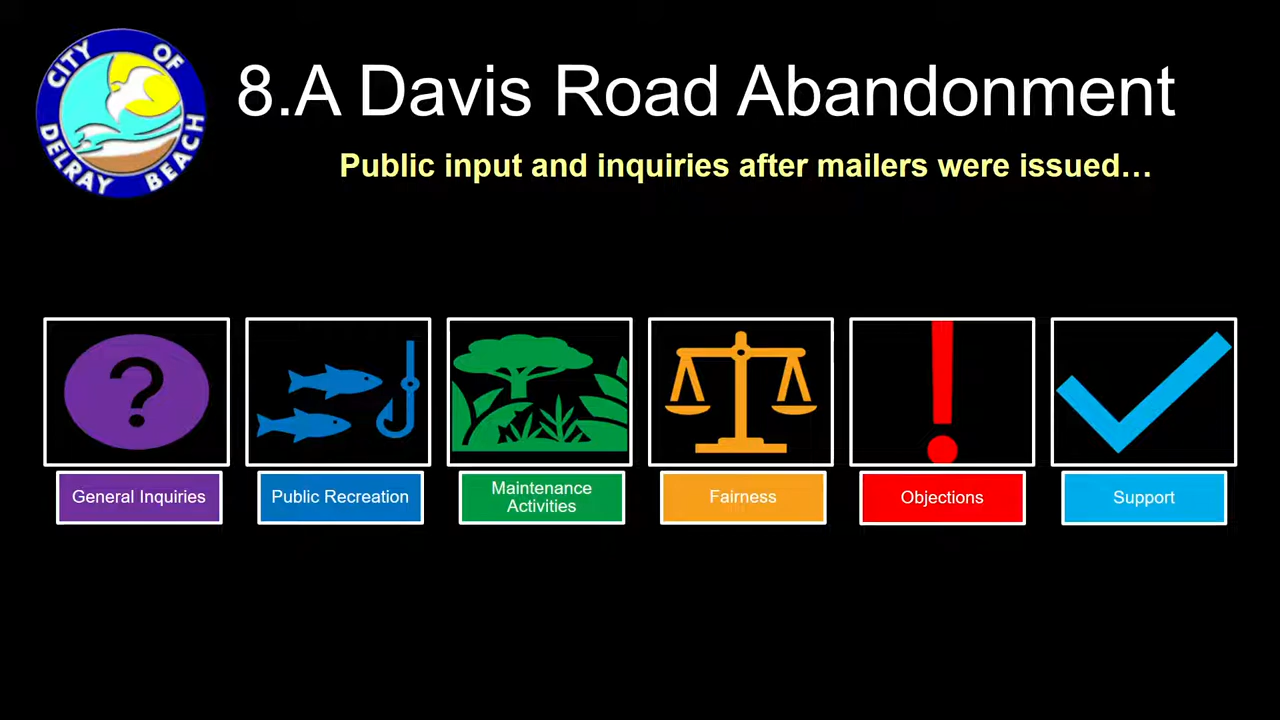 CITY OF
DELRAY BEACH
8.A Davis Road Abandonment
Public input and inquiries after mailers were issued…
?
General Inquiries
Public Recreation
Maintenance
Activities
Fairness
Objections
Support